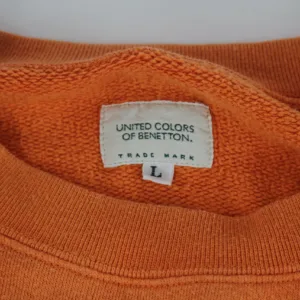 UNITED COLORS
OF BENETTON.
TRADE MARK
L